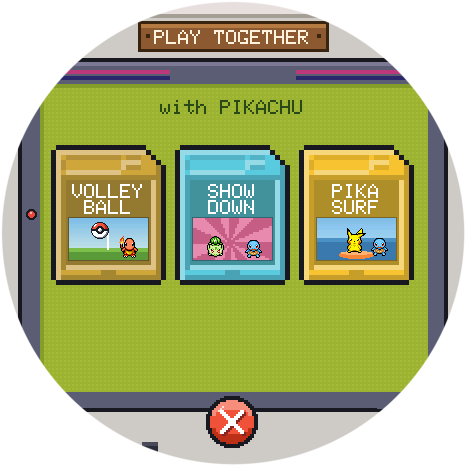 PLAY TOGETHER
with PIKACHU
VOLLEY
BALL
SHOW
DOWN
PIKA
SURF